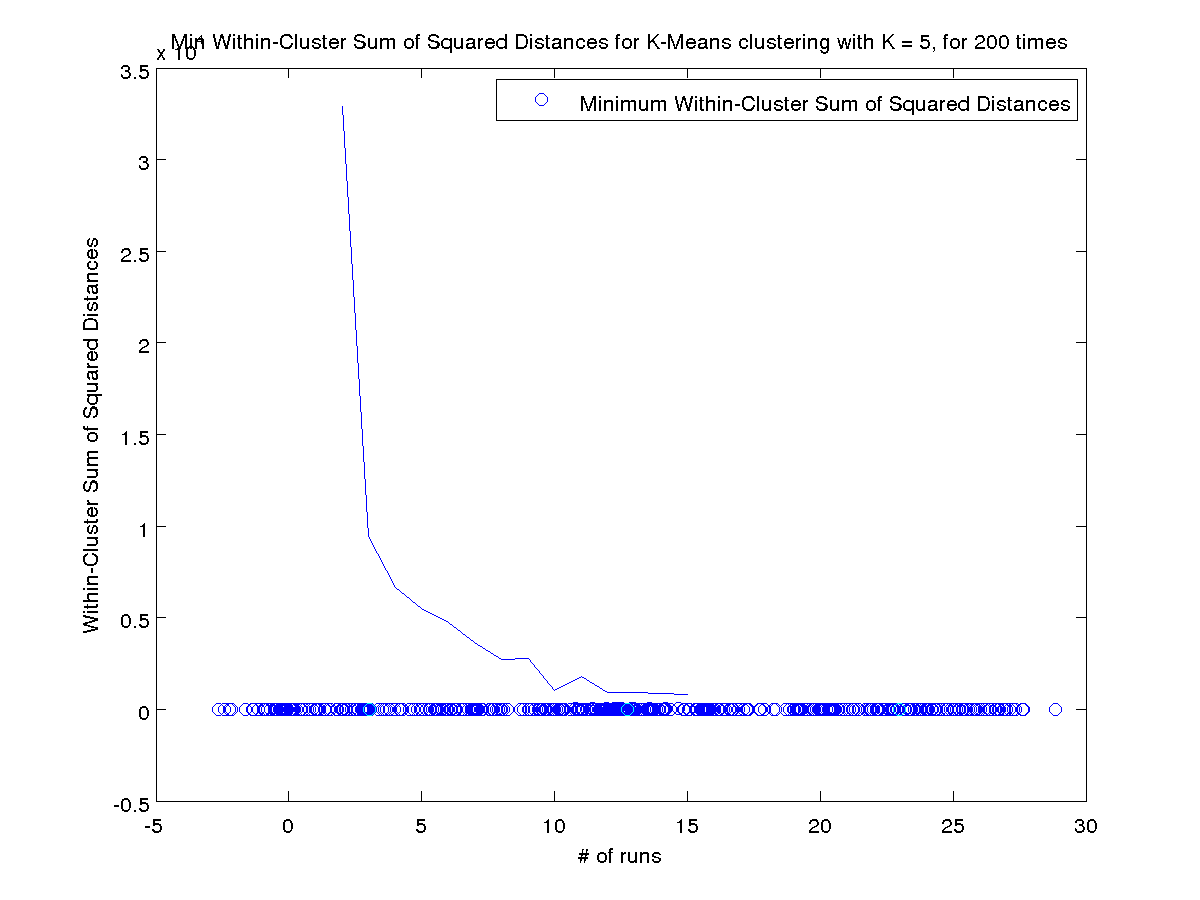 Min Within-Cluster Sum of Squared Distances for K-Means clustering with K = 5, for 200 times
x 10^4
Minimum Within-Cluster Sum of Squared Distances
3.5
3
2.5
2
1.5
1
0.5
0
-0.5
Within-Cluster Sum of Squared Distances
-5 0 5 10 15 20 25 30
# of runs